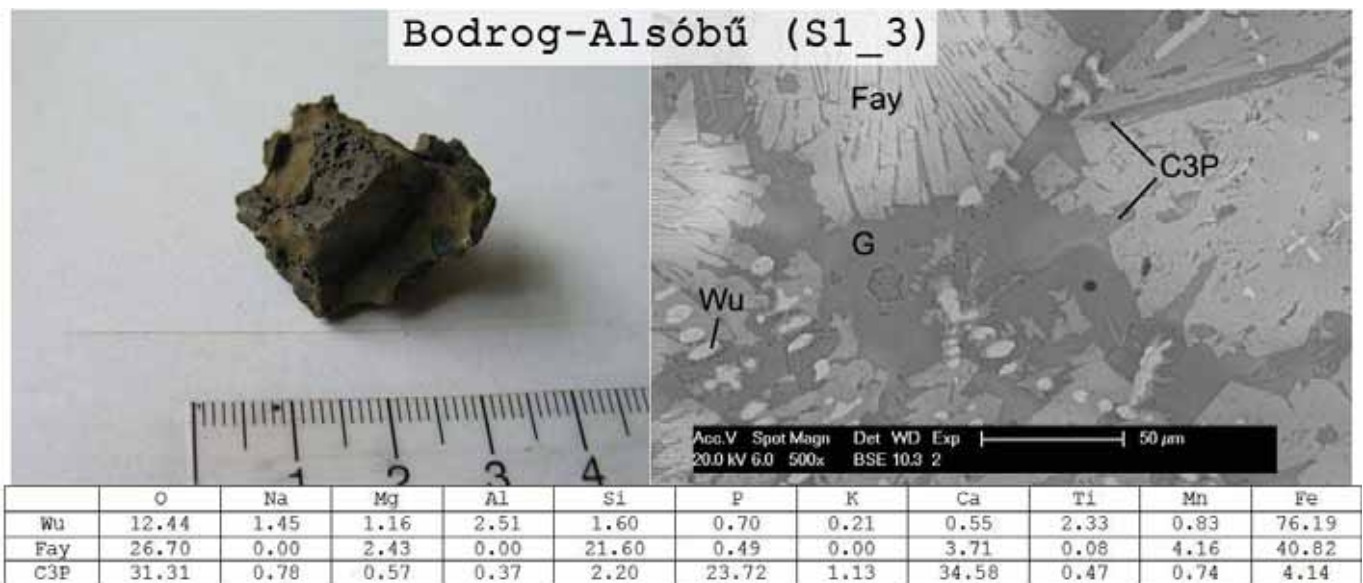 Bodrog-Alsóbű (S1_3)
Fay
C3P
G
Wu
Acc.V Spot Magn Det WD Exp 50 µm
20.0 kV 6.0 500x BSE 10.3 2
1 2 3 4
O Na Mg Al Si P K Ca Ti Mn Fe
Wu 12.44 1.45 1.16 2.51 1.60 0.70 0.21 0.55 2.33 0.83 76.19
Fay 26.70 0.00 2.43 0.00 21.60 0.49 0.00 3.71 0.08 4.16 40.82
C3P 31.31 0.78 0.57 0.37 2.20 23.72 1.13 34.58 0.47 0.74 4.14